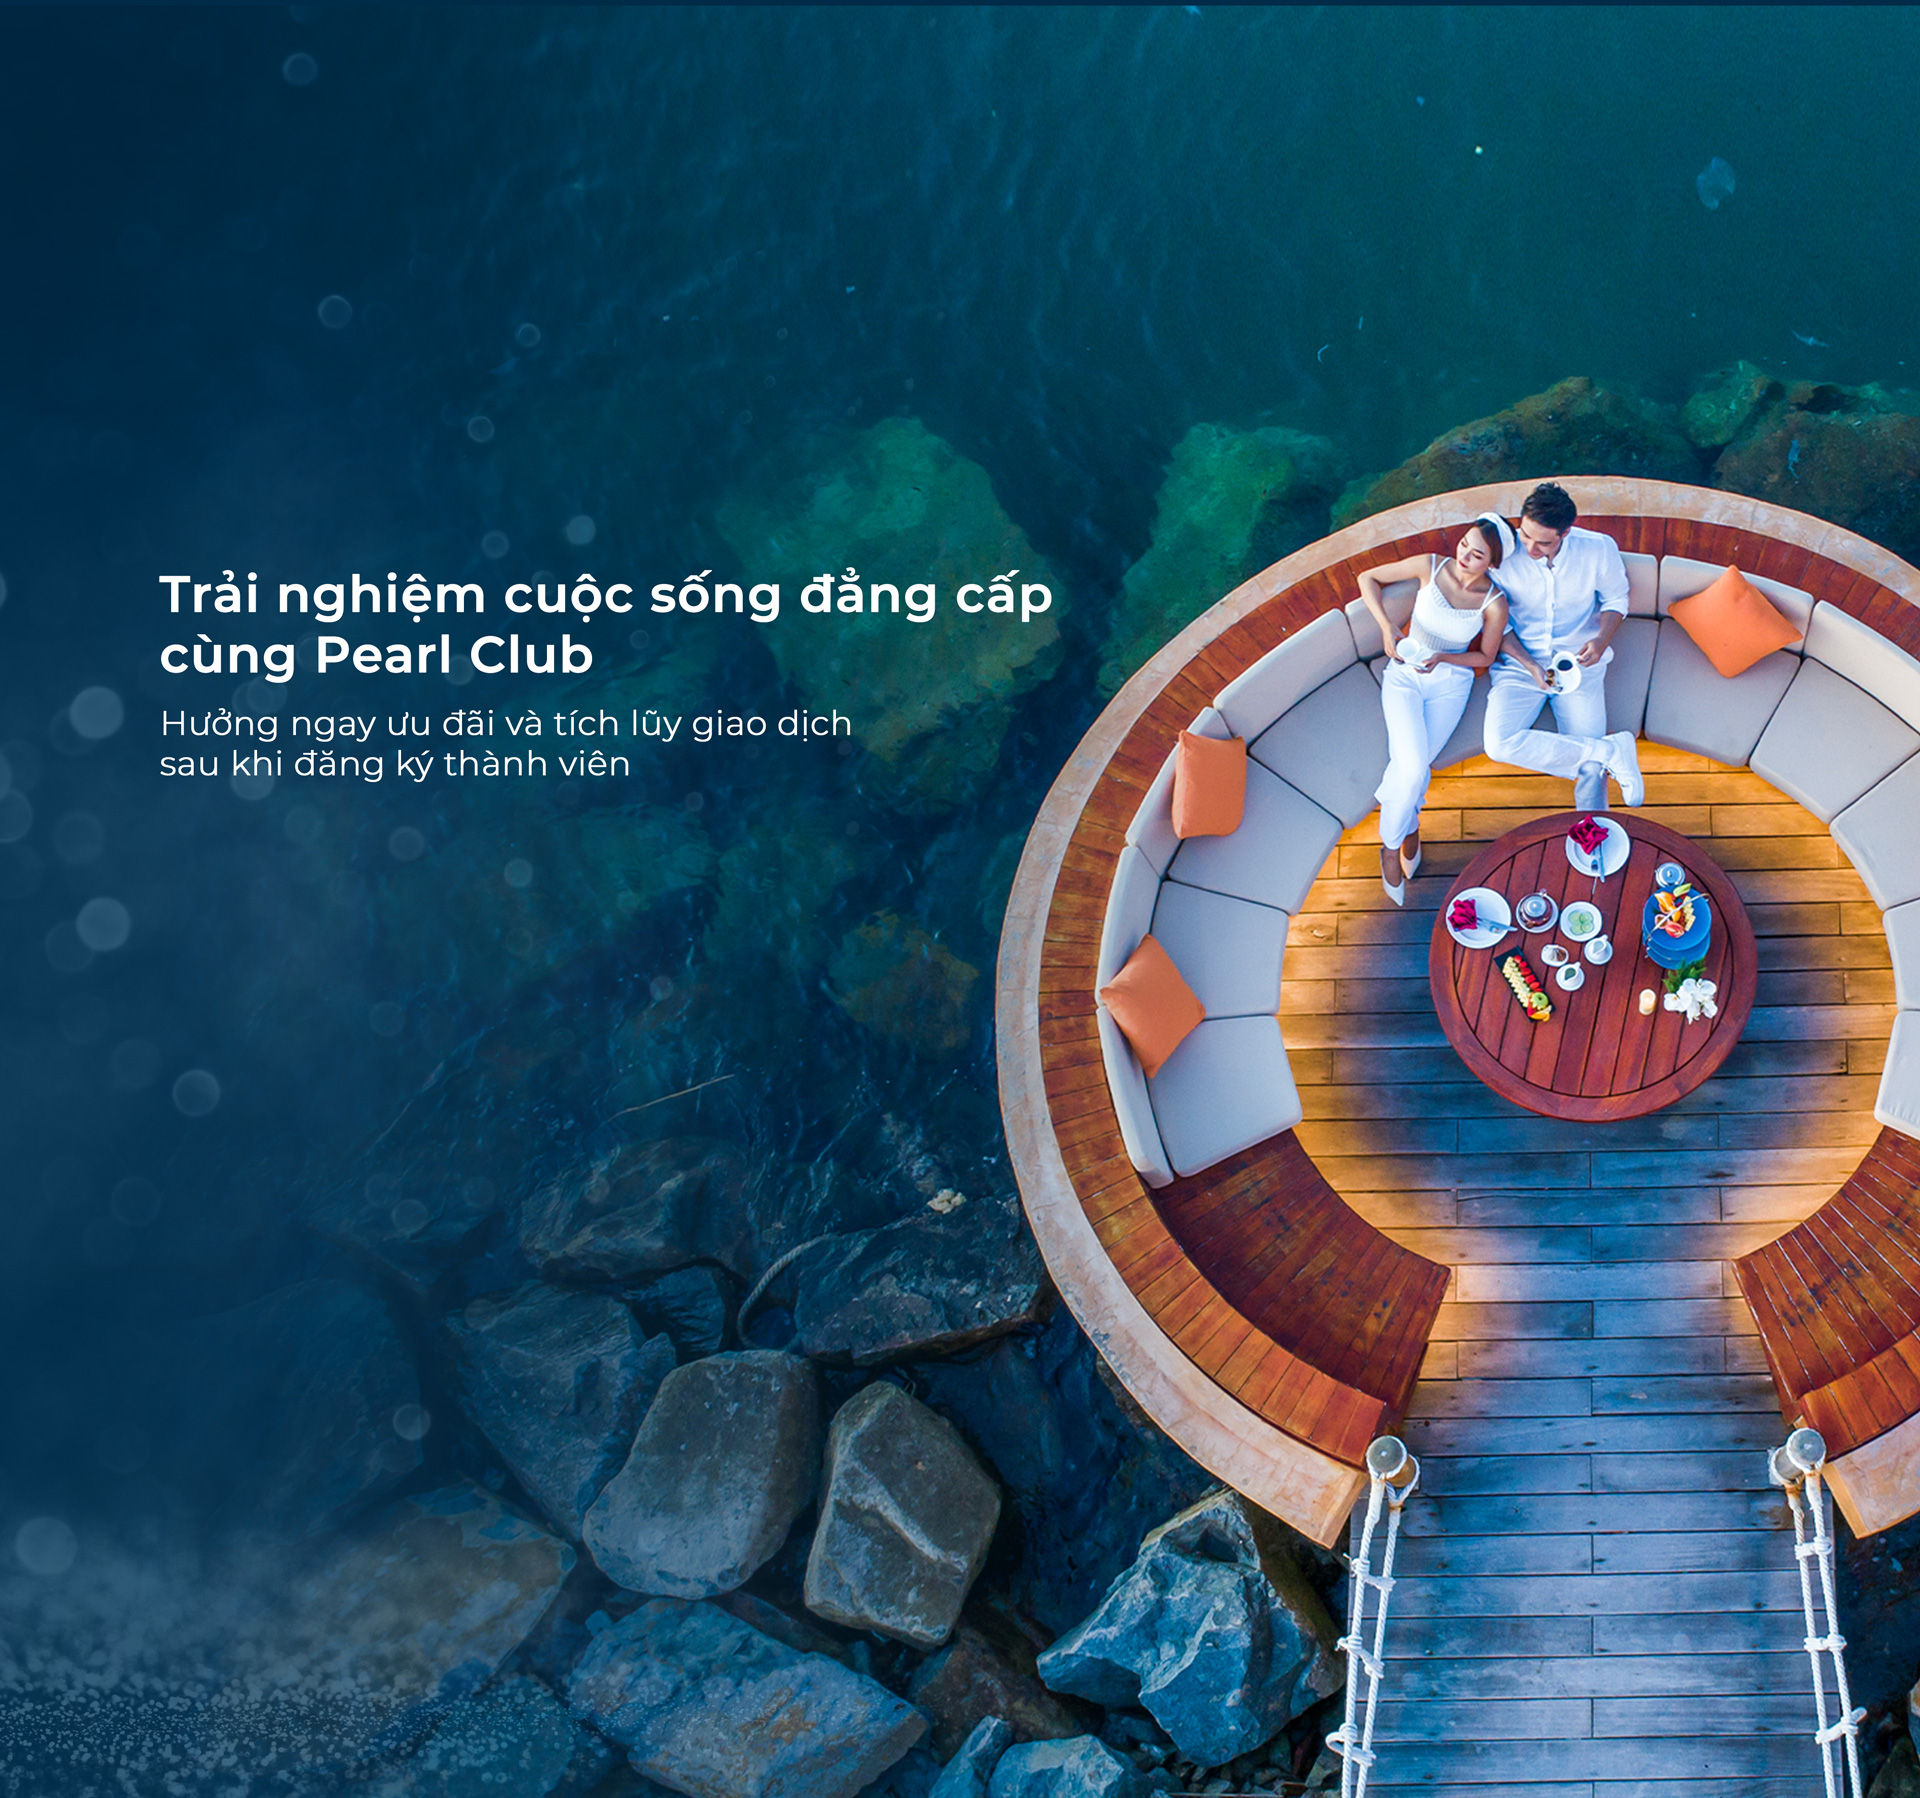 Trải nghiệm cuộc sống đẳng cấp
cùng Pearl Club
Hưởng ngay ưu đãi và tích lũy giao dịch
sau khi đăng ký thành viên